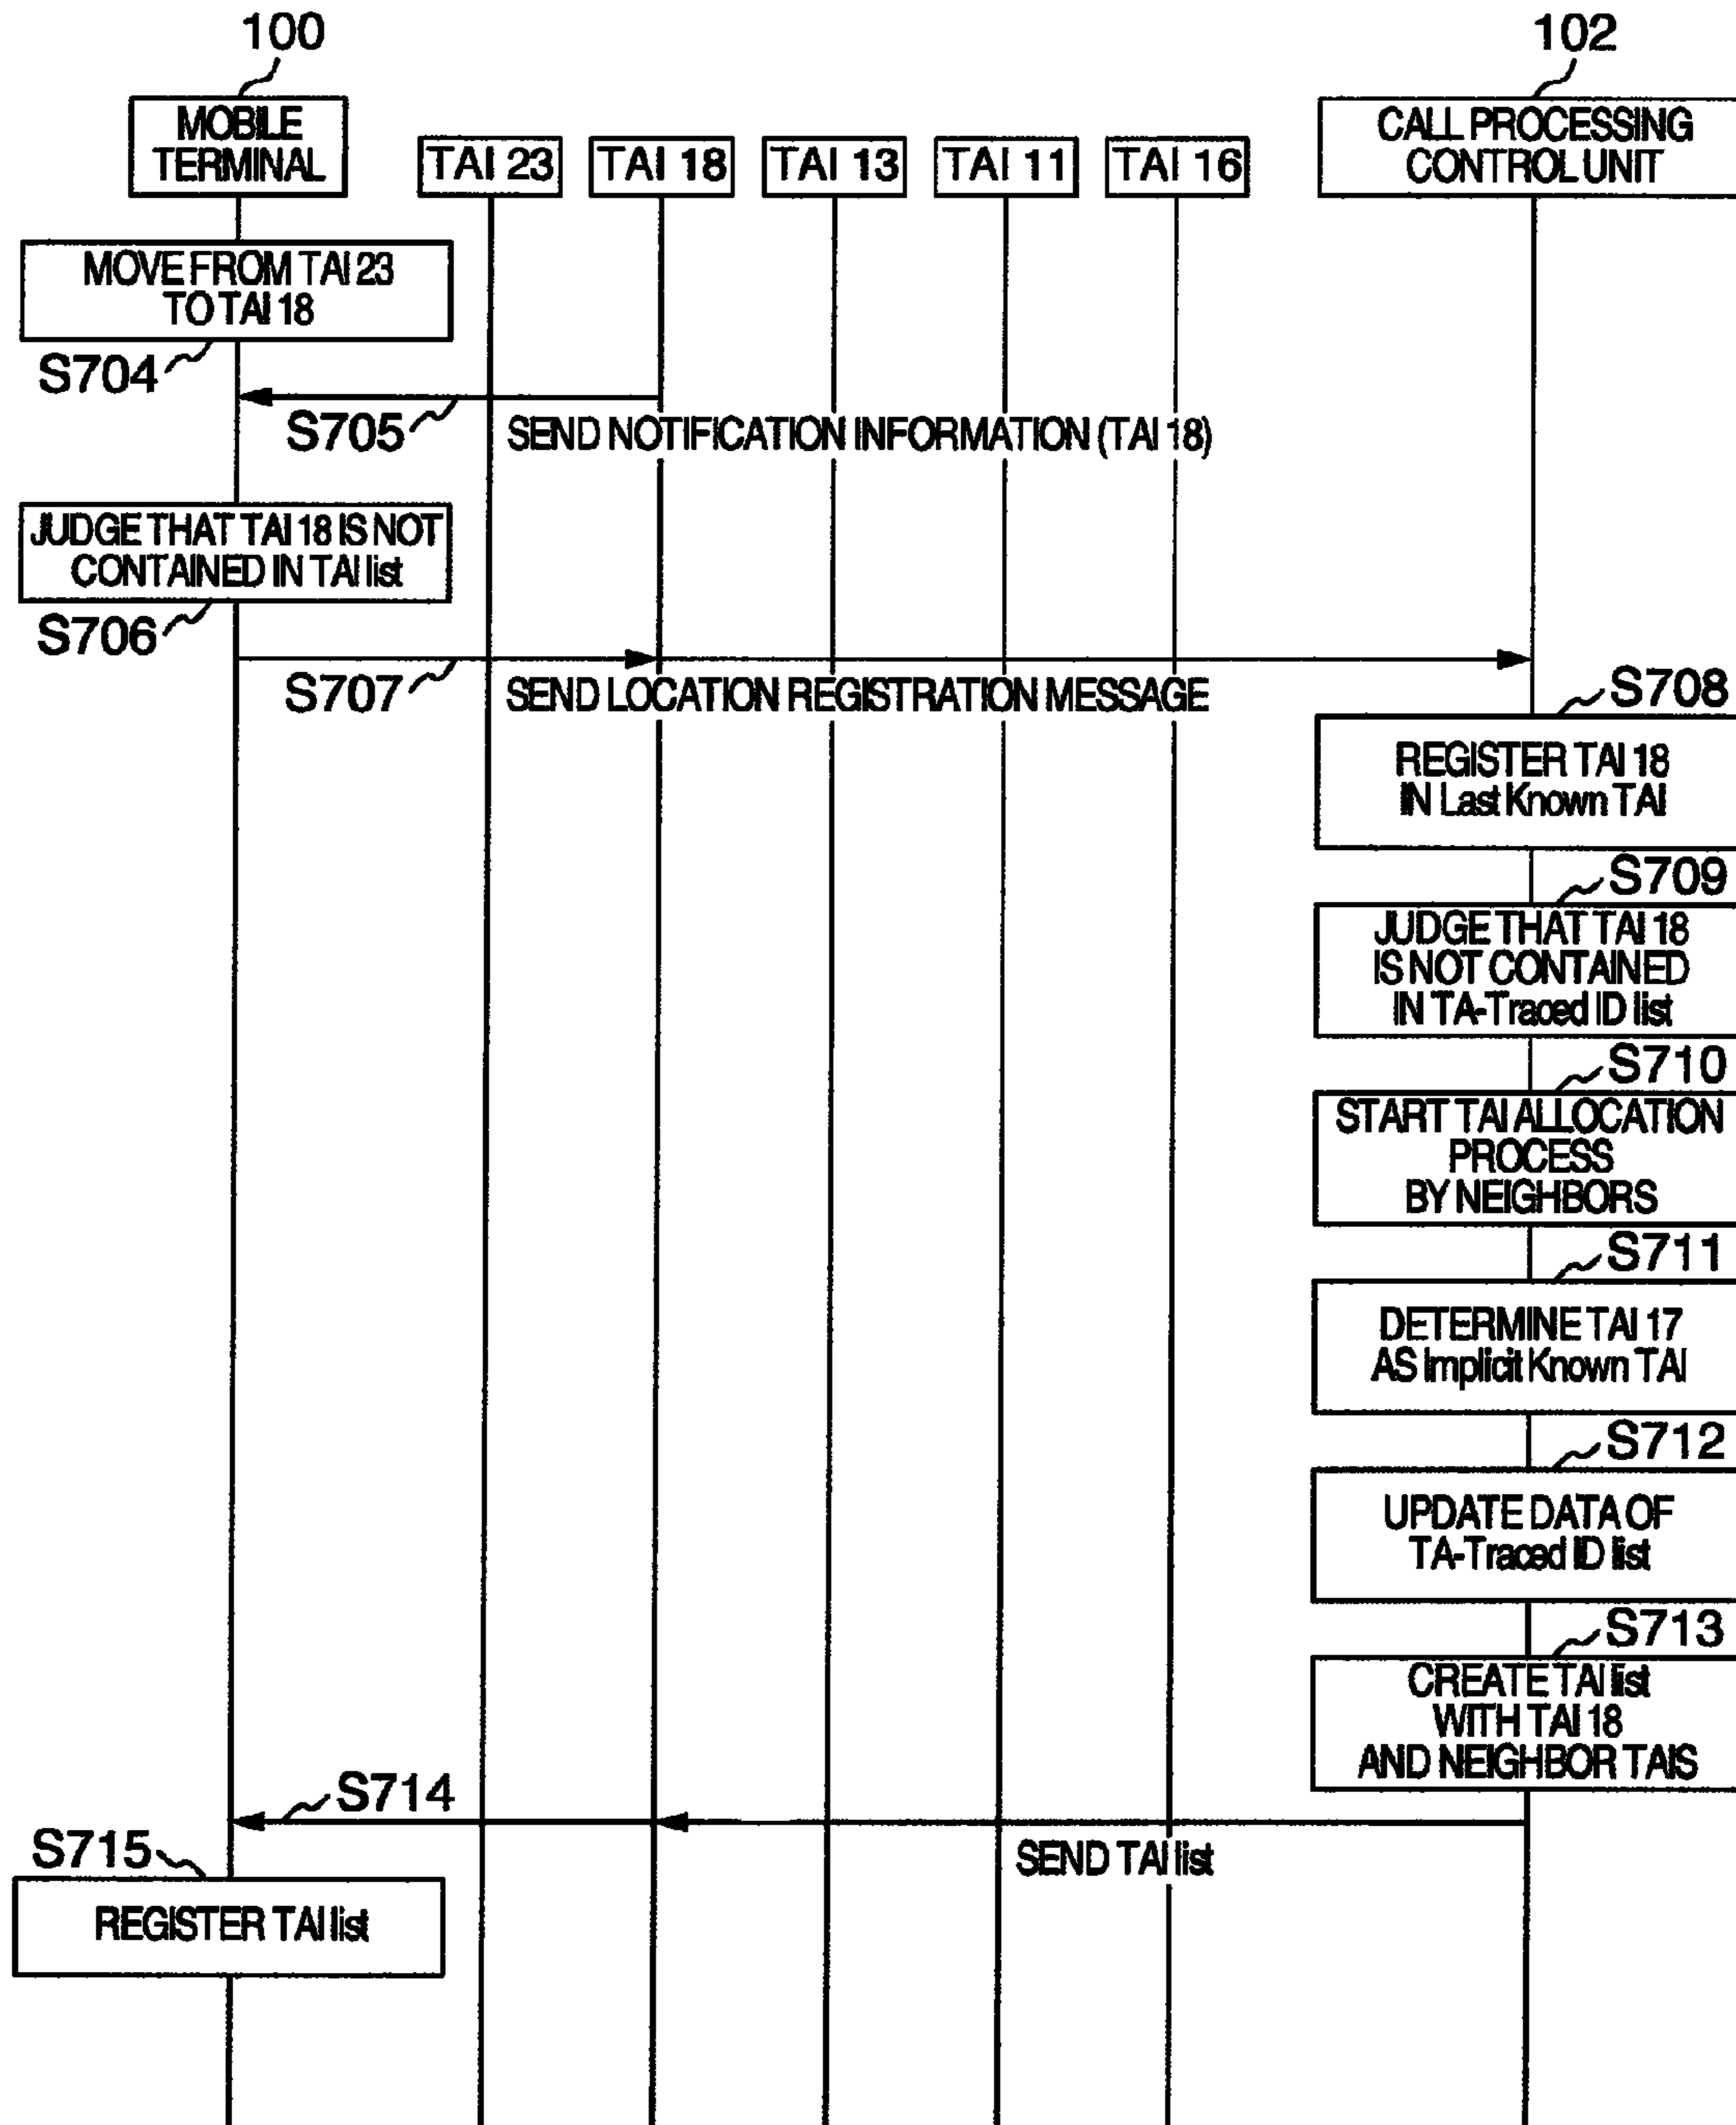 100
102
MOBILE
TERMINAL
TAI 23
TAI 18
TAI 13
TAI 11
TAI 16
CALL PROCESSING
CONTROL UNIT
MOVE FROM TAI 23
TO TAI 18
S704
S705
SEND NOTIFICATION INFORMATION (TAI 18)
JUDGE THAT TAI 18 IS NOT
CONTAINED IN TAI list
S706
S707
SEND LOCATION REGISTRATION MESSAGE
S708
REGISTER TAI 18
IN Last Known TAI
S709
JUDGE THAT TAI 18
IS NOT CONTAINED
IN TA-Traced ID list
S710
START TAI ALLOCATION
PROCESS
BY NEIGHBORS
S711
DETERMINE TAI 17
AS Implicit Known TAI
S712
UPDATE DATA OF
TA-Traced ID list
S713
CREATE TAI list
WITH TAI 18
AND NEIGHBOR TAIS
S714
SEND TAI list
S715
REGISTER TAI list